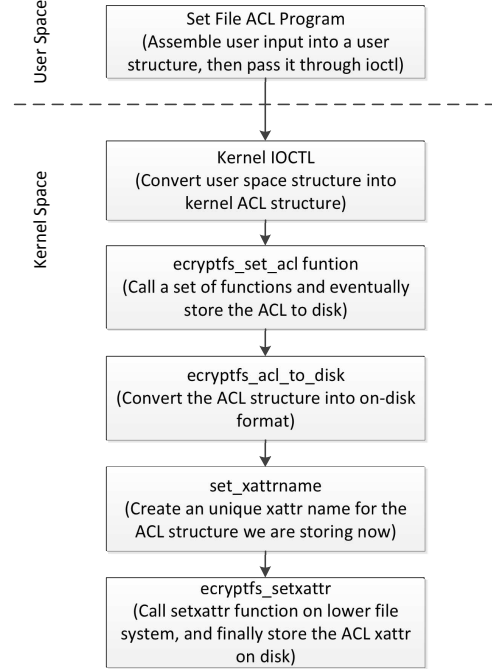 User Space
Set File ACL Program
(Assemble user input into a user
structure, then pass it through ioctl)
Kernel Space
Kernel IOCTL
(Convert user space structure into
kernel ACL structure)
ecryptfs_set_acl funtion
(Call a set of functions and eventually
store the ACL to disk)
ecryptfs_acl_to_disk
(Convert the ACL structure into on-disk
format)
set_xattrname
(Create an unique xattr name for the
ACL structure we are storing now)
ecryptfs_setxattr
(Call setxattr function on lower file
system, and finally store the ACL xattr
on disk)